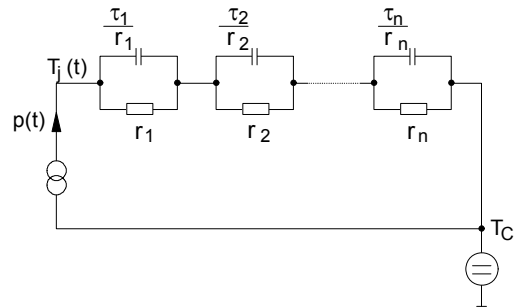 τ1/r1
τ2/r2
τn/rn
Tj (t)
p(t)
r1
r2
rn
TC